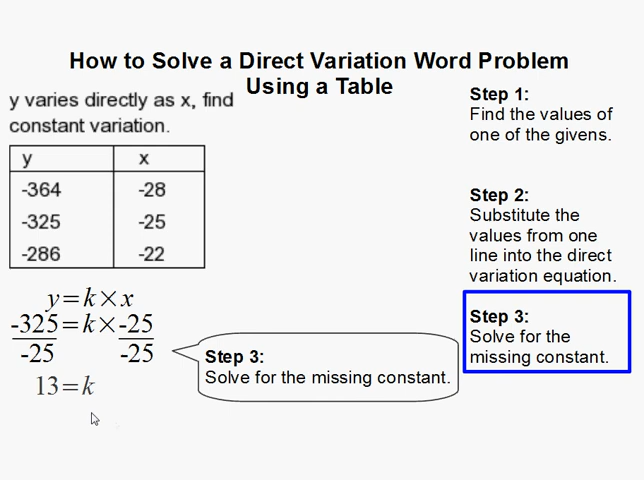 How to Solve a Direct Variation Word Problem
Using a Table
y varies directly as x, find
constant variation.
y x
-364 -28
-325 -25
-286 -22
y=k×x
-325=k×-25
-25 -25
13=k
Step 3:
Solve for the missing constant.
Step 1:
Find the values of
one of the givens.
Step 2:
Substitute the
values from one
line into the direct
variation equation.
Step 3:
Solve for the
missing constant.